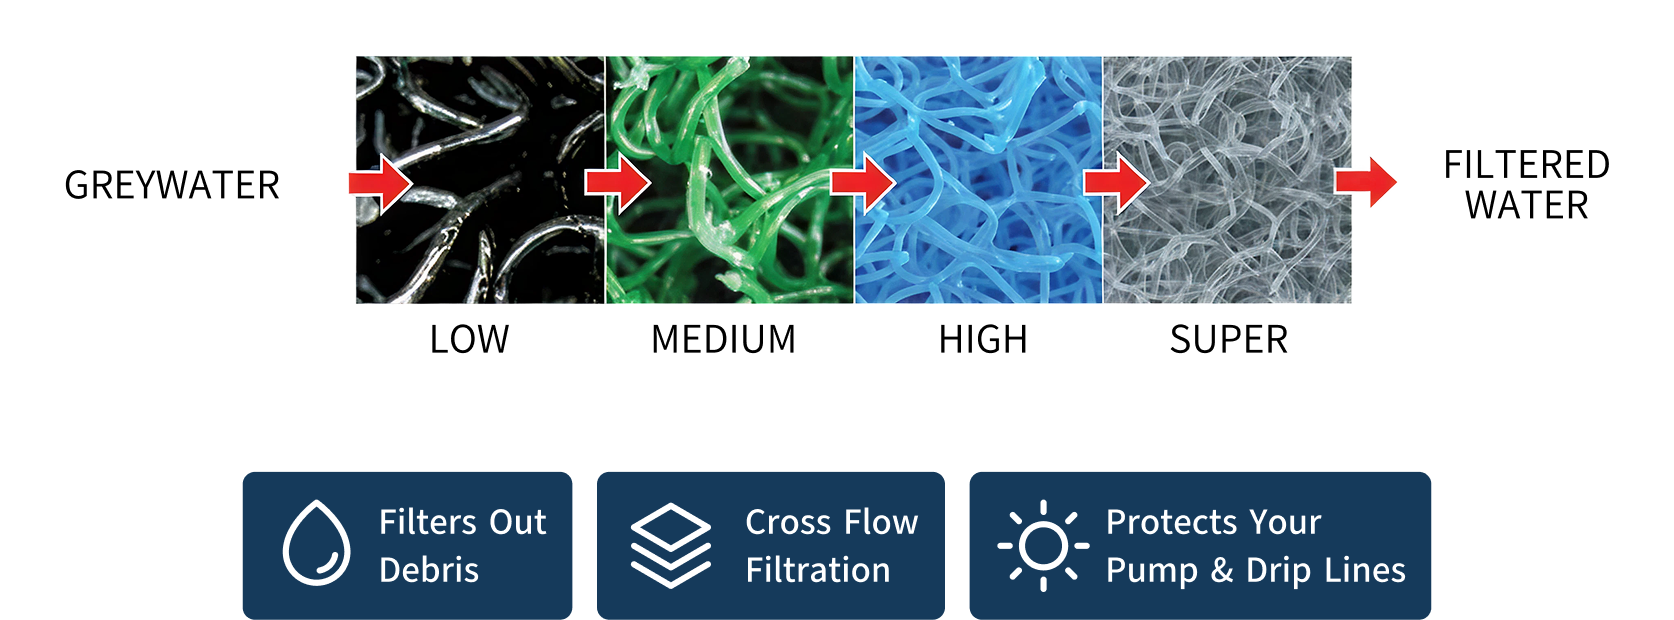 GREYWATER
FILTERED
WATER
LOW
MEDIUM
HIGH
SUPER
Filters Out
Debris
Cross Flow
Filtration
Protects Your
Pump & Drip Lines